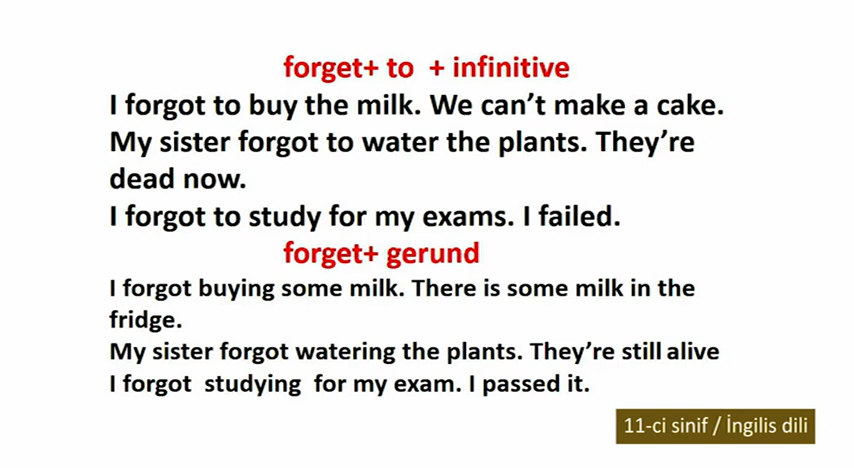 forget+ to + infinitive
I forgot to buy the milk. We can't make a cake.
My sister forgot to water the plants. They're
dead now.
I forgot to study for my exams. I failed.
forget+ gerund
I forgot buying some milk. There is some milk in the
fridge.
My sister forgot watering the plants. They're still alive
I forgot studying for my exam. I passed it.
11-ci sinif / İngilis dili